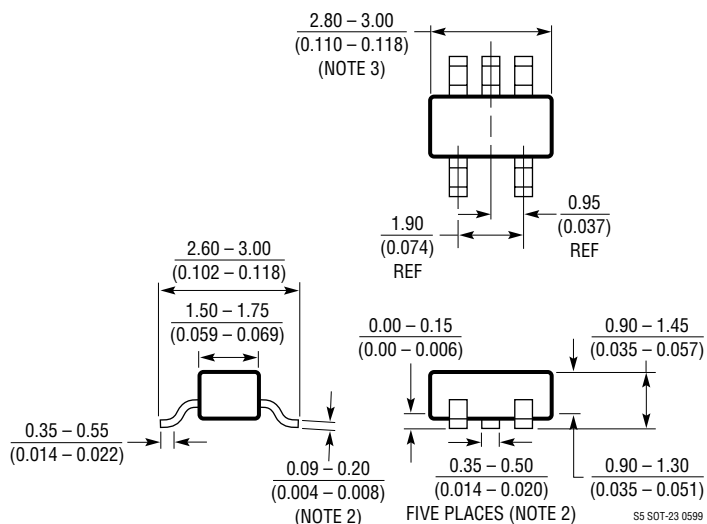 2.80 – 3.00
(0.110 – 0.118)
(NOTE 3)
0.95
(0.037)
REF
1.90
(0.074)
REF
2.60 – 3.00
(0.102 – 0.118)
1.50 – 1.75
(0.059 – 0.069)
0.00 – 0.15
(0.00 – 0.006)
0.90 – 1.45
(0.035 – 0.057)
0.35 – 0.55
(0.014 – 0.022)
0.09 – 0.20
(0.004 – 0.008)
(NOTE 2)
0.35 – 0.50
(0.014 – 0.020)
FIVE PLACES (NOTE 2)
0.90 – 1.30
(0.035 – 0.051)
S5 SOT-23 0599